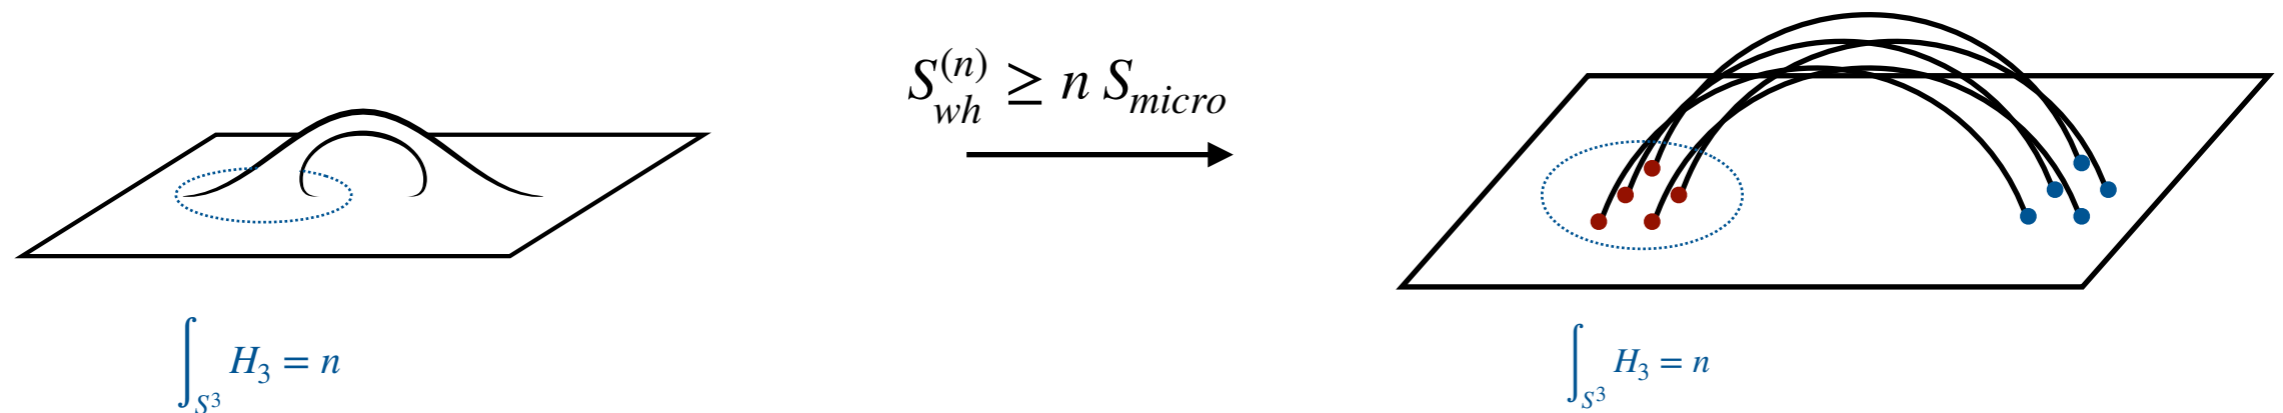 S_{wh}^{(n)} ≥ n S_{micro}
∫_{S^3} H_3 = n
∫_{S^3} H_3 = n